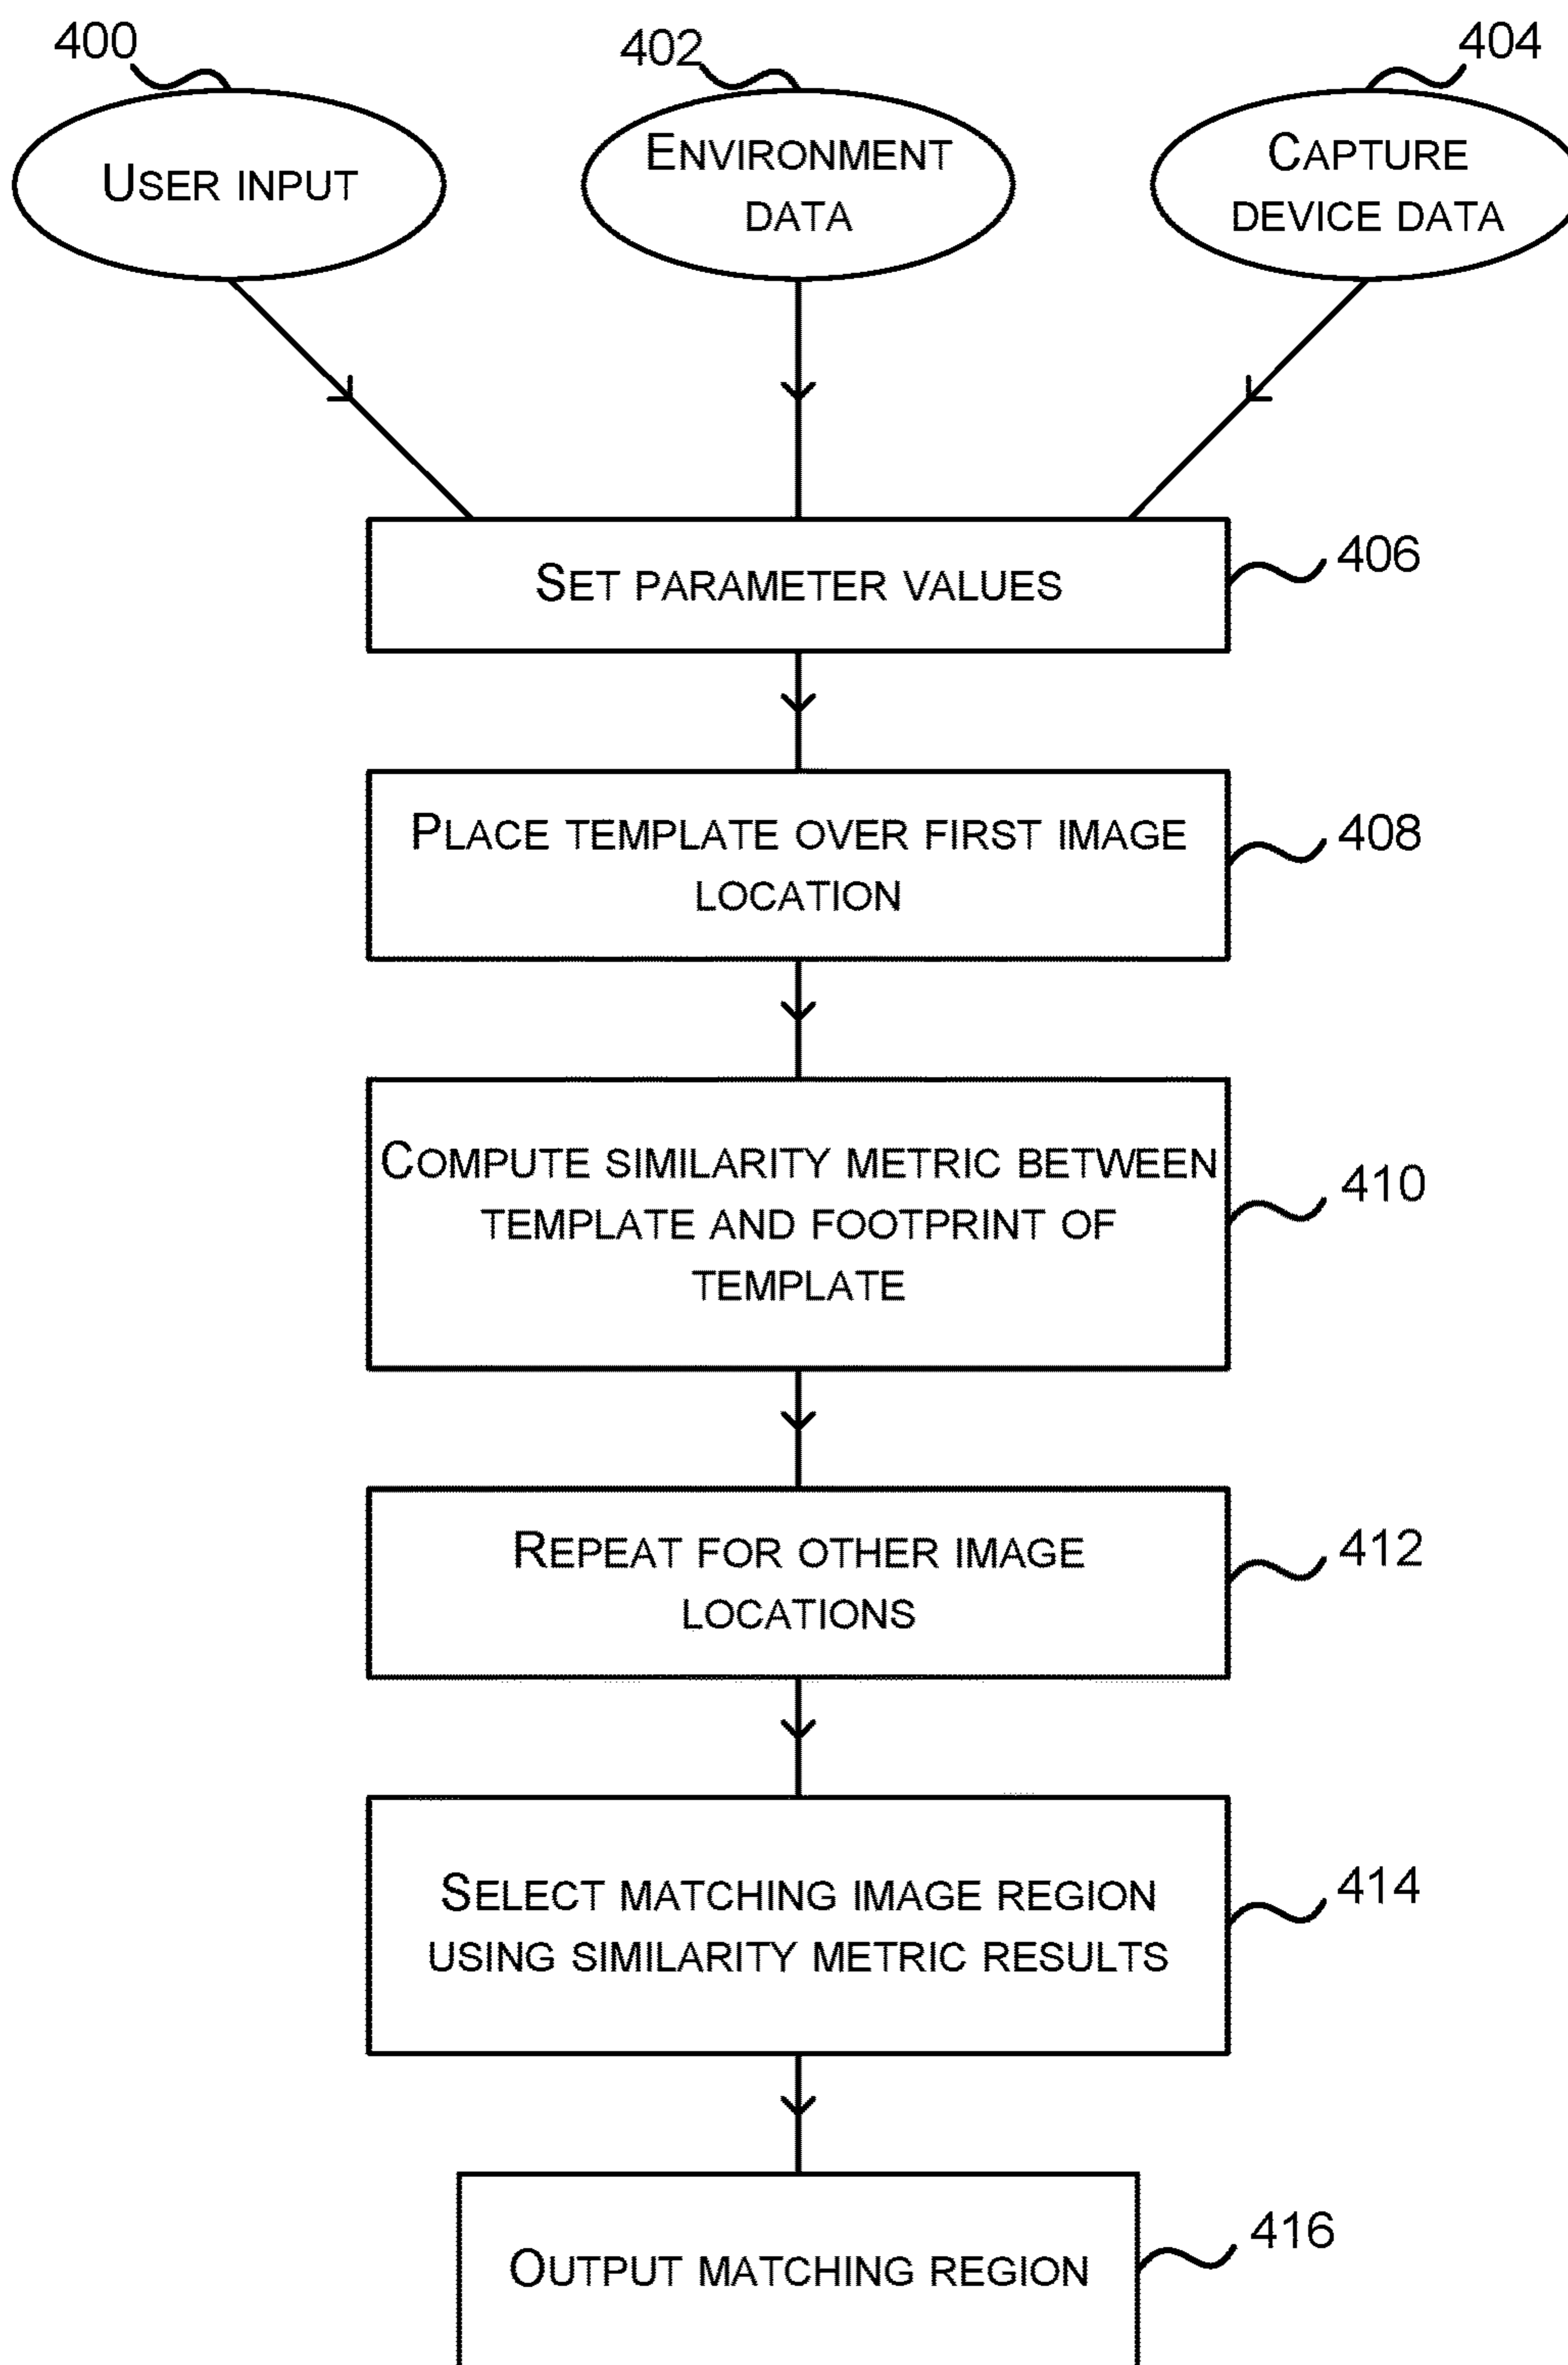 400
402
404
USER INPUT
ENVIRONMENT
DATA
CAPTURE
DEVICE DATA
SET PARAMETER VALUES
406
PLACE TEMPLATE OVER FIRST IMAGE
LOCATION
408
COMPUTE SIMILARITY METRIC BETWEEN
TEMPLATE AND FOOTPRINT OF
TEMPLATE
410
REPEAT FOR OTHER IMAGE
LOCATIONS
412
SELECT MATCHING IMAGE REGION
USING SIMILARITY METRIC RESULTS
414
OUTPUT MATCHING REGION
416